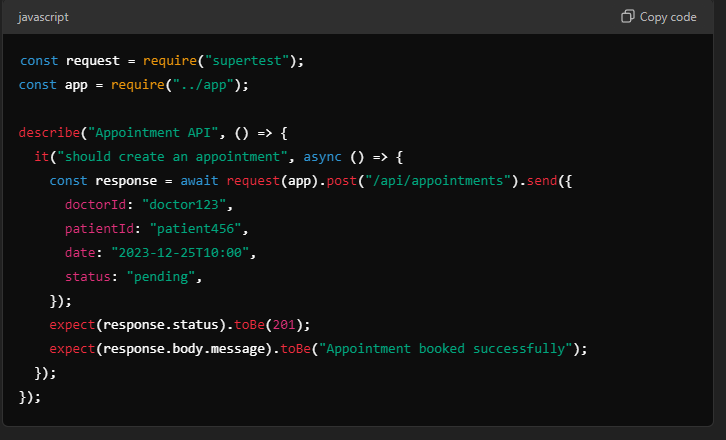 javascript
Copy code
const request = require("supertest");
const app = require("../app");
describe("Appointment API", () => {
it("should create an appointment", async () => {
const response = await request(app).post("/api/appointments").send({
doctorId: "doctor123",
patientId: "patient456",
date: "2023-12-25T10:00",
status: "pending",
});
expect(response.status).toBe(201);
expect(response.body.message).toBe("Appointment booked successfully");
});
});